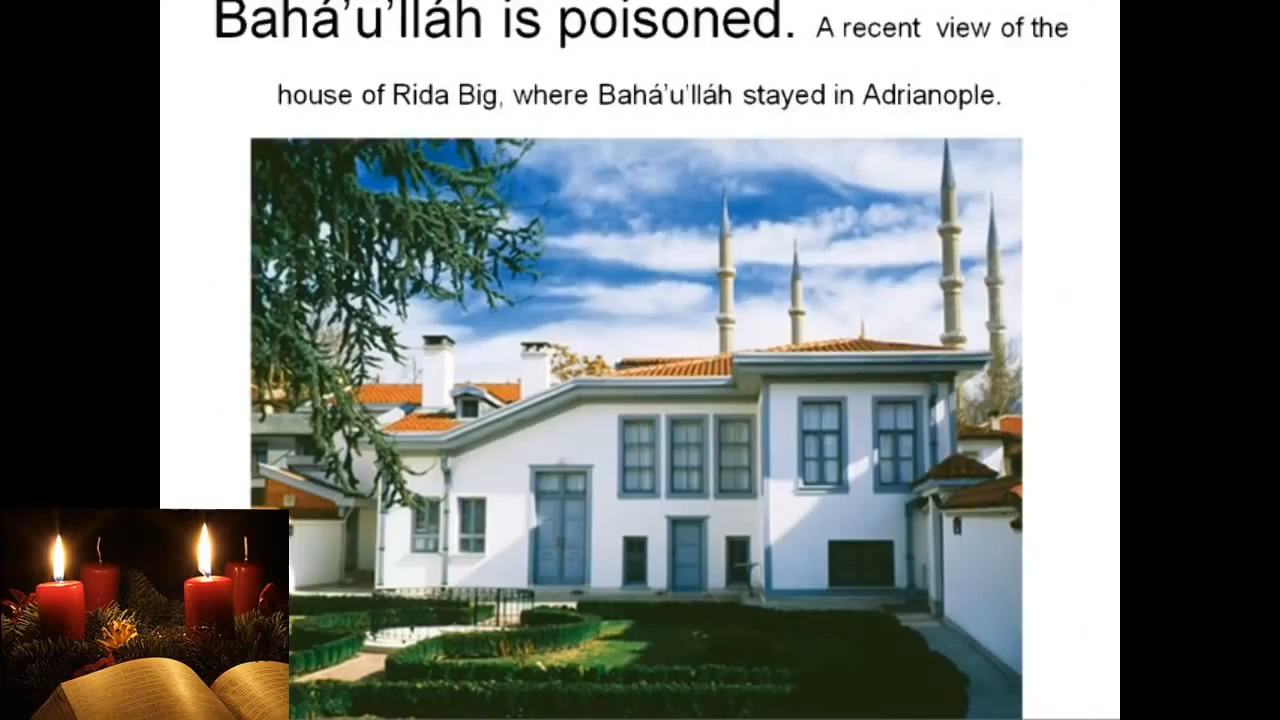 Bahá’u’lláh is poisoned. A recent view of the
house of Rida Big, where Bahá’u’lláh stayed in Adrianople.